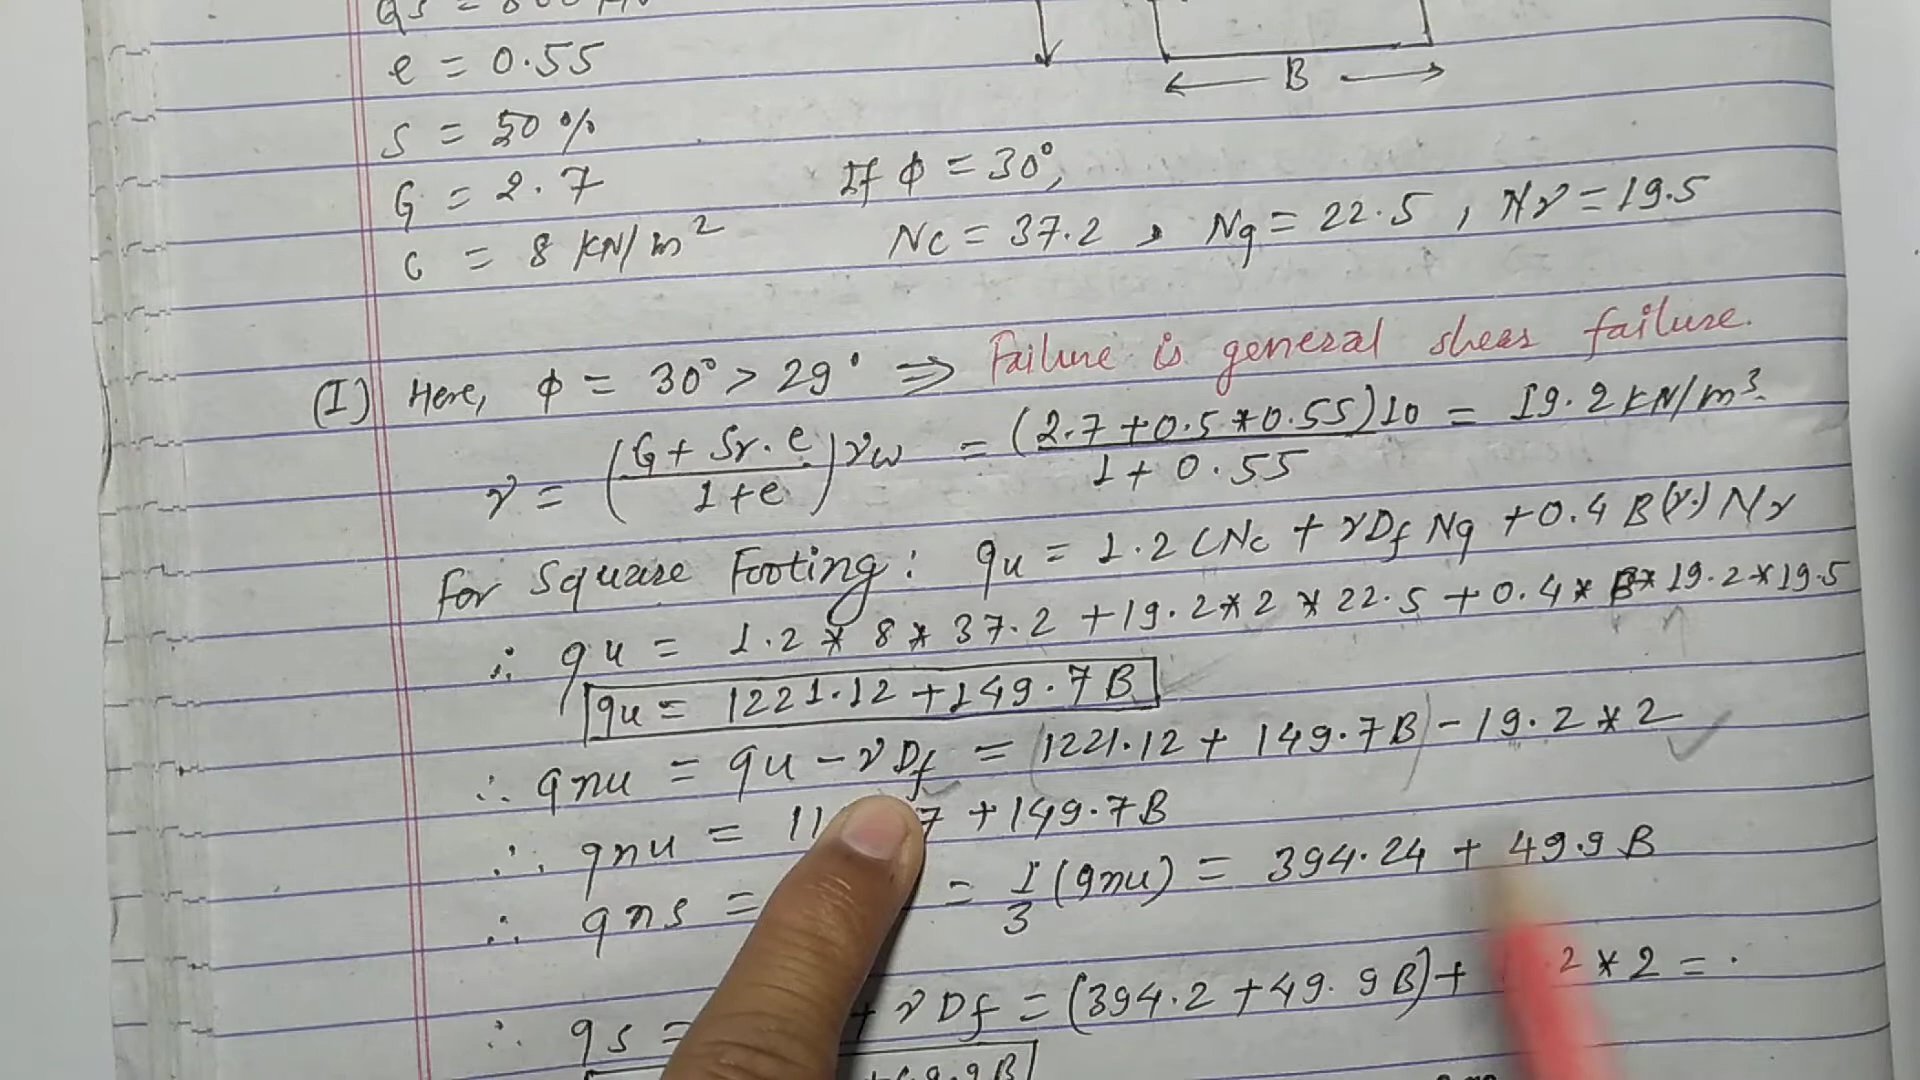 e = 0.55
B
S = 50 %
G = 2.7
If φ = 30°,
c = 8 KN/m²
Nc = 37.2 , Nq = 22.5 , Nγ = 19.5
(I) Here, φ = 30° > 29° ⇒ Failure is general shear failure.
γ = (G + Sr.e / 1+e) γw = (2.7 + 0.5*0.55)10 / 1 + 0.55 = 19.2 KN/m³
For Square Footing: qu = 1.2 CNc + γDf Nq + 0.4 B(γ.) Nγ
∴ qu = 1.2 * 8 * 37.2 + 19.2 * 2 * 22.5 + 0.4 * B * 19.2 * 19.5
qu = 1221.12 + 149.7 B
∴ qnu = qu - γDf = (1221.12 + 149.7B) - 19.2 * 2
∴ qnu = 11 7 + 149.7B
∴ qns = = 1/3 (qnu) = 394.24 + 49.9 B
∴ qs = + γDf = (394.2 + 49.9B) + .2 * 2 =